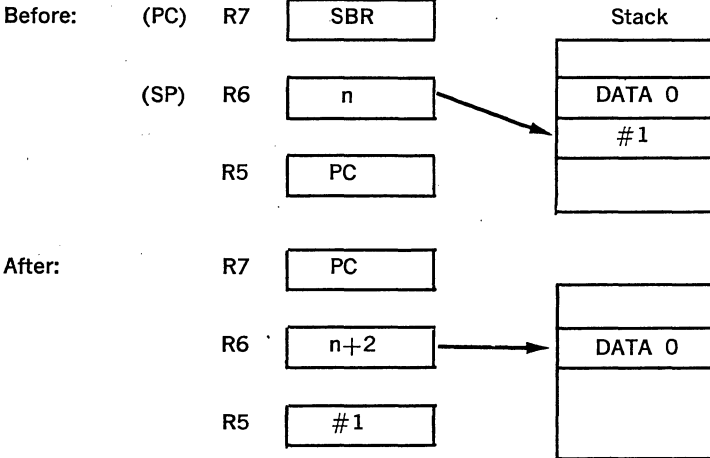 Before: (PC) R7 SBR Stack
(SP) R6 n DATA 0
#1
R5 PC
After: R7 PC
R6 n+2 DATA 0
R5 #1